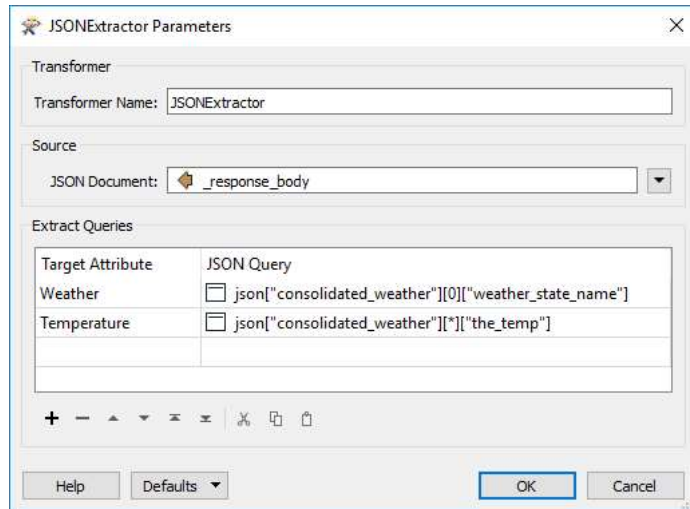 JSONExtractor Parameters
Transformer
Transformer Name: JSONExtractor
Source
JSON Document: _response_body
Extract Queries
Target Attribute JSON Query
Weather json["consolidated_weather"][0]["weather_state_name"]
Temperature json["consolidated_weather"][*]["the_temp"]
Help Defaults OK Cancel